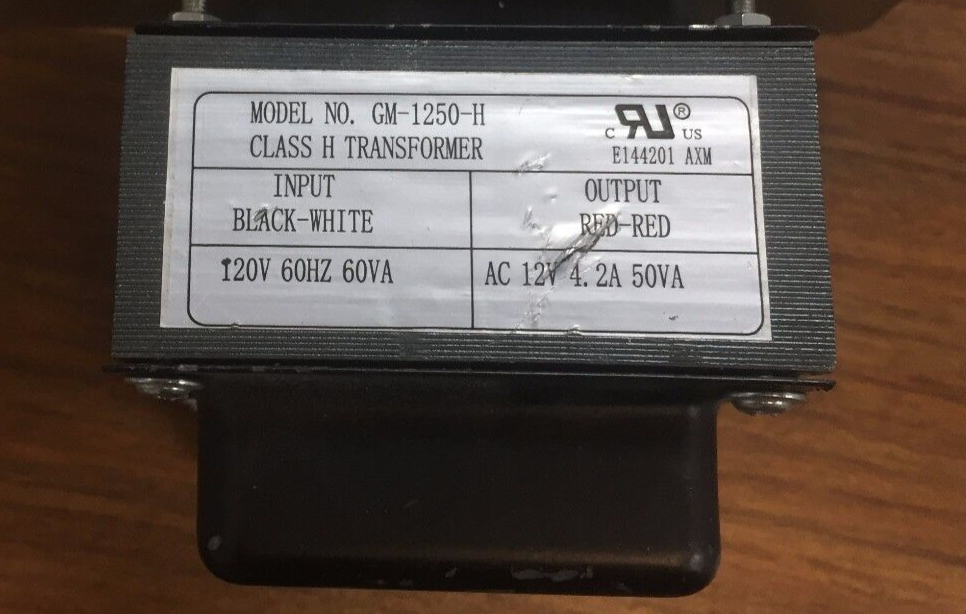 MODEL NO. GM-1250-H
CLASS H TRANSFORMER
C RU® US
E144201 AXM
INPUT
BLACK-WHITE
OUTPUT
RED-RED
120V 60HZ 60VA
AC 12V 4.2A 50VA